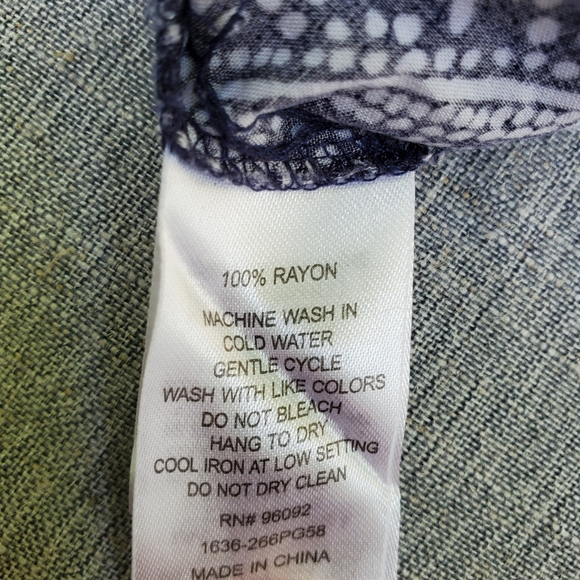 100% RAYON
MACHINE WASH IN
COLD WATER
GENTLE CYCLE
WASH WITH LIKE COLORS
DO NOT BLEACH
HANG TO DRY
COOL IRON AT LOW SETTING
DO NOT DRY CLEAN
RN# 96092
1636-266PG58
MADE IN CHINA